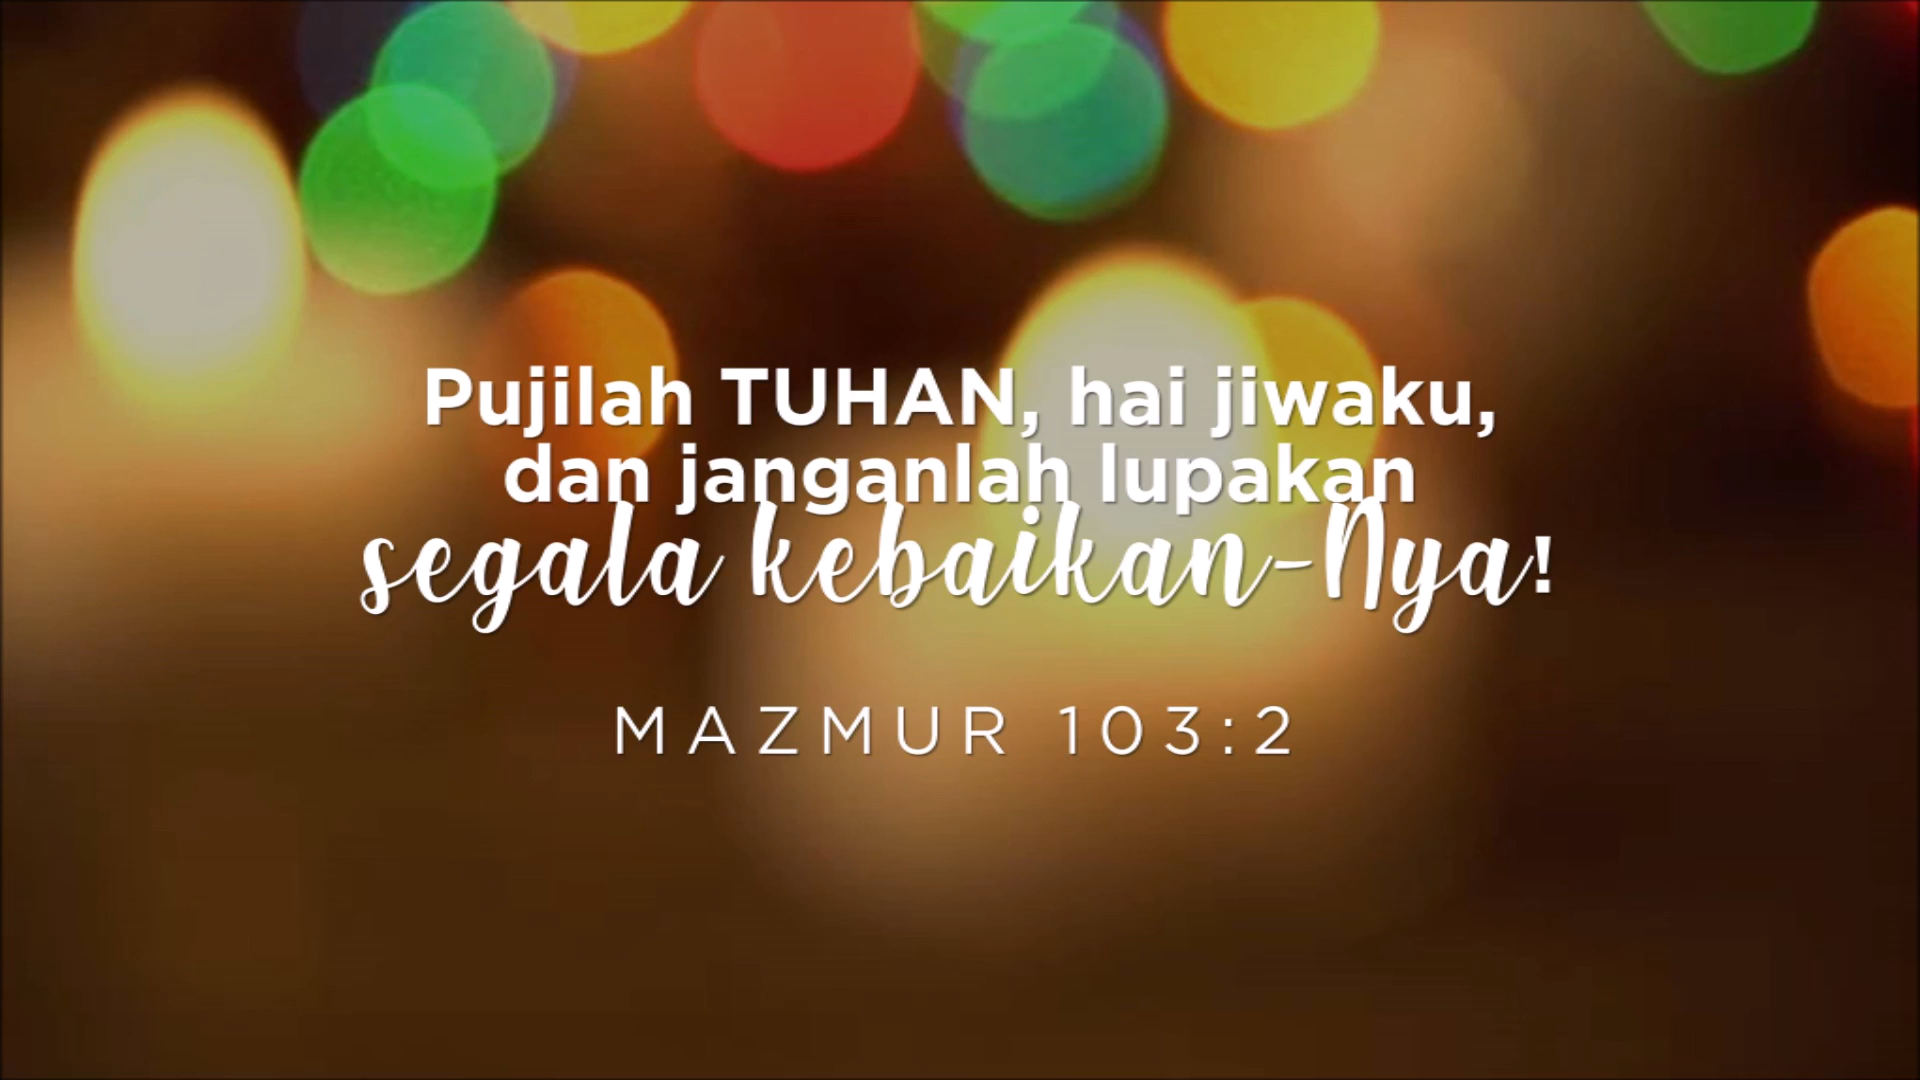 Pujilah TUHAN, hai jiwaku,
dan janganlah lupakan
segala kebaikan-Nya!
MAZMUR 103:2